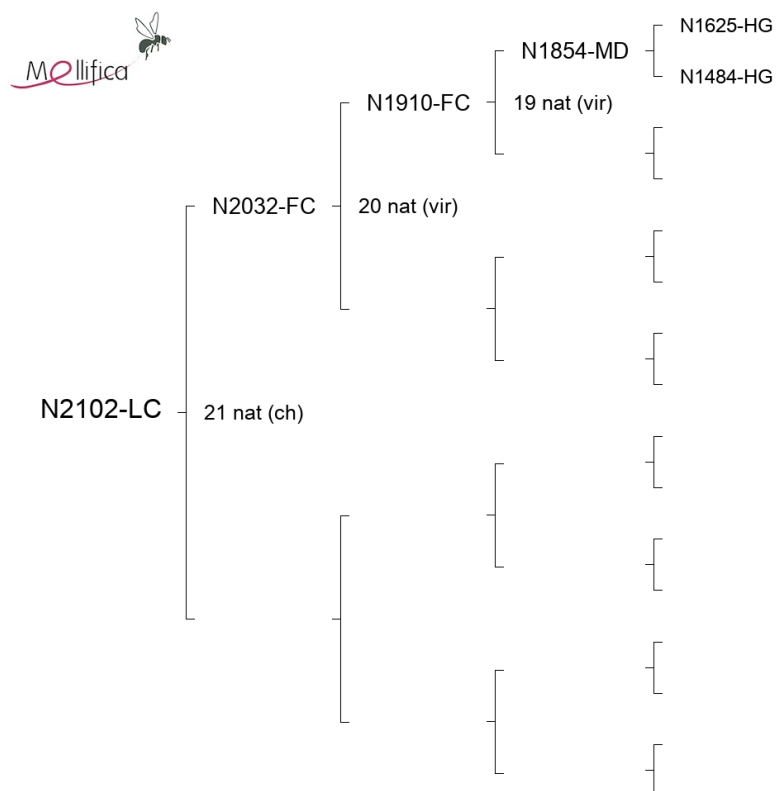 Mellifica
N1625-HG
N1854-MD
N1484-HG
N1910-FC
19 nat (vir)
N2032-FC
20 nat (vir)
N2102-LC
21 nat (ch)